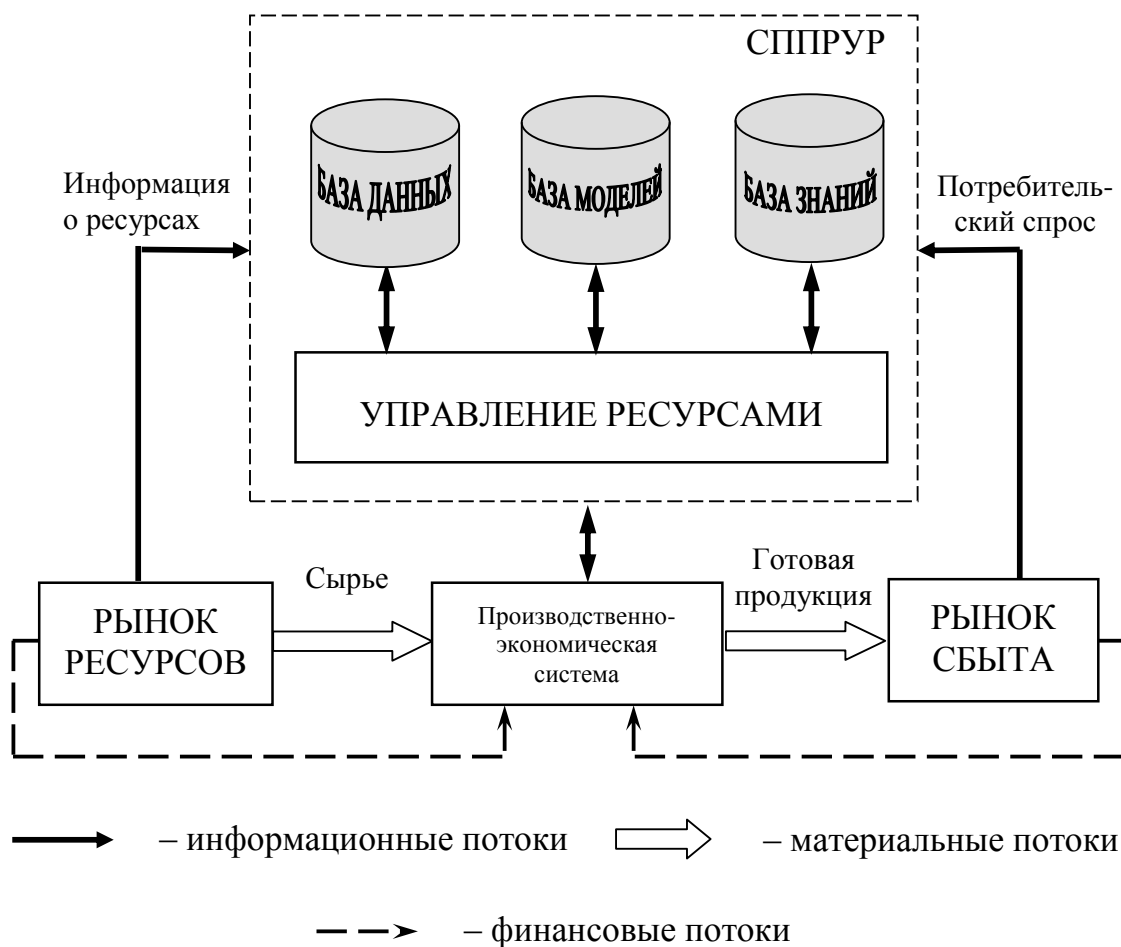 СППРУР
БАЗА ДАННЫХ
БАЗА МОДЕЛЕЙ
БАЗА ЗНАНИЙ
Информация
о ресурсах
Потребитель-
ский спрос
УПРАВЛЕНИЕ РЕСУРСАМИ
Сырье
Готовая
продукция
РЫНОК
РЕСУРСОВ
Производственно-
экономическая
система
РЫНОК
СБЫТА
– информационные потоки
– материальные потоки
– финансовые потоки